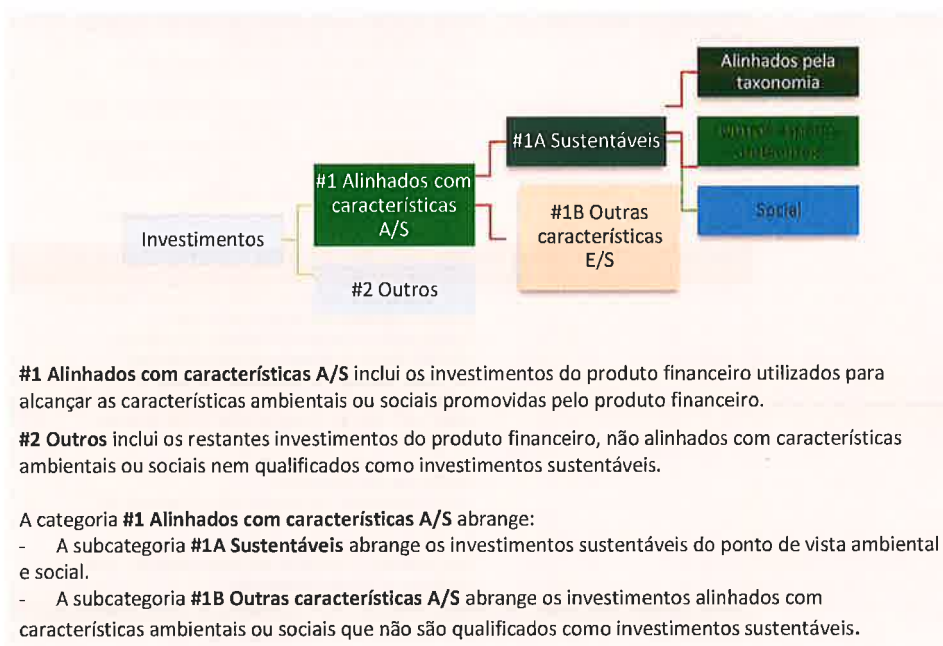 Alinhados pela
taxonomia
#1A Sustentáveis
#1 Alinhados com
características
A/S
#1B Outras
características
E/S
Social
Investimentos
#2 Outros
#1 Alinhados com características A/S inclui os investimentos do produto financeiro utilizados para
alcançar as características ambientais ou sociais promovidas pelo produto financeiro.
#2 Outros inclui os restantes investimentos do produto financeiro, não alinhados com características
ambientais ou sociais nem qualificados como investimentos sustentáveis.
A categoria #1 Alinhados com características A/S abrange:
- A subcategoria #1A Sustentáveis abrange os investimentos sustentáveis do ponto de vista ambiental
e social.
- A subcategoria #1B Outras características A/S abrange os investimentos alinhados com
características ambientais ou sociais que não são qualificados como investimentos sustentáveis.